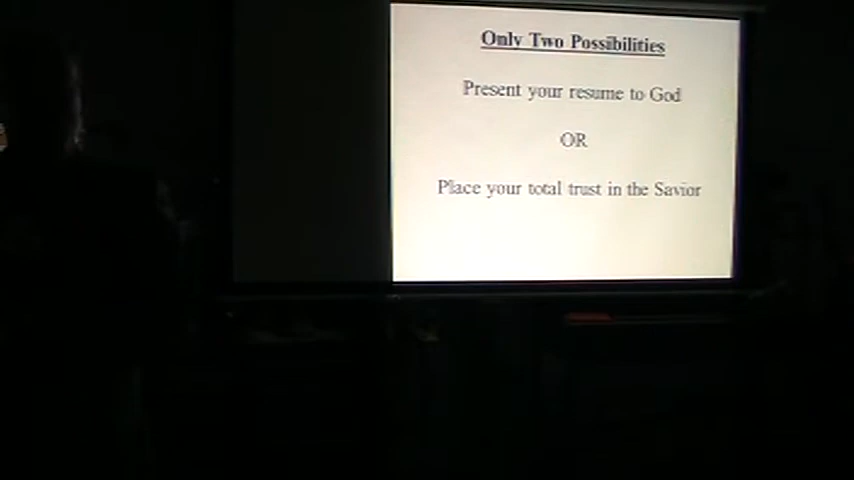 Only Two Possibilities
Present your resume to God
OR
Place your total trust in the Savior